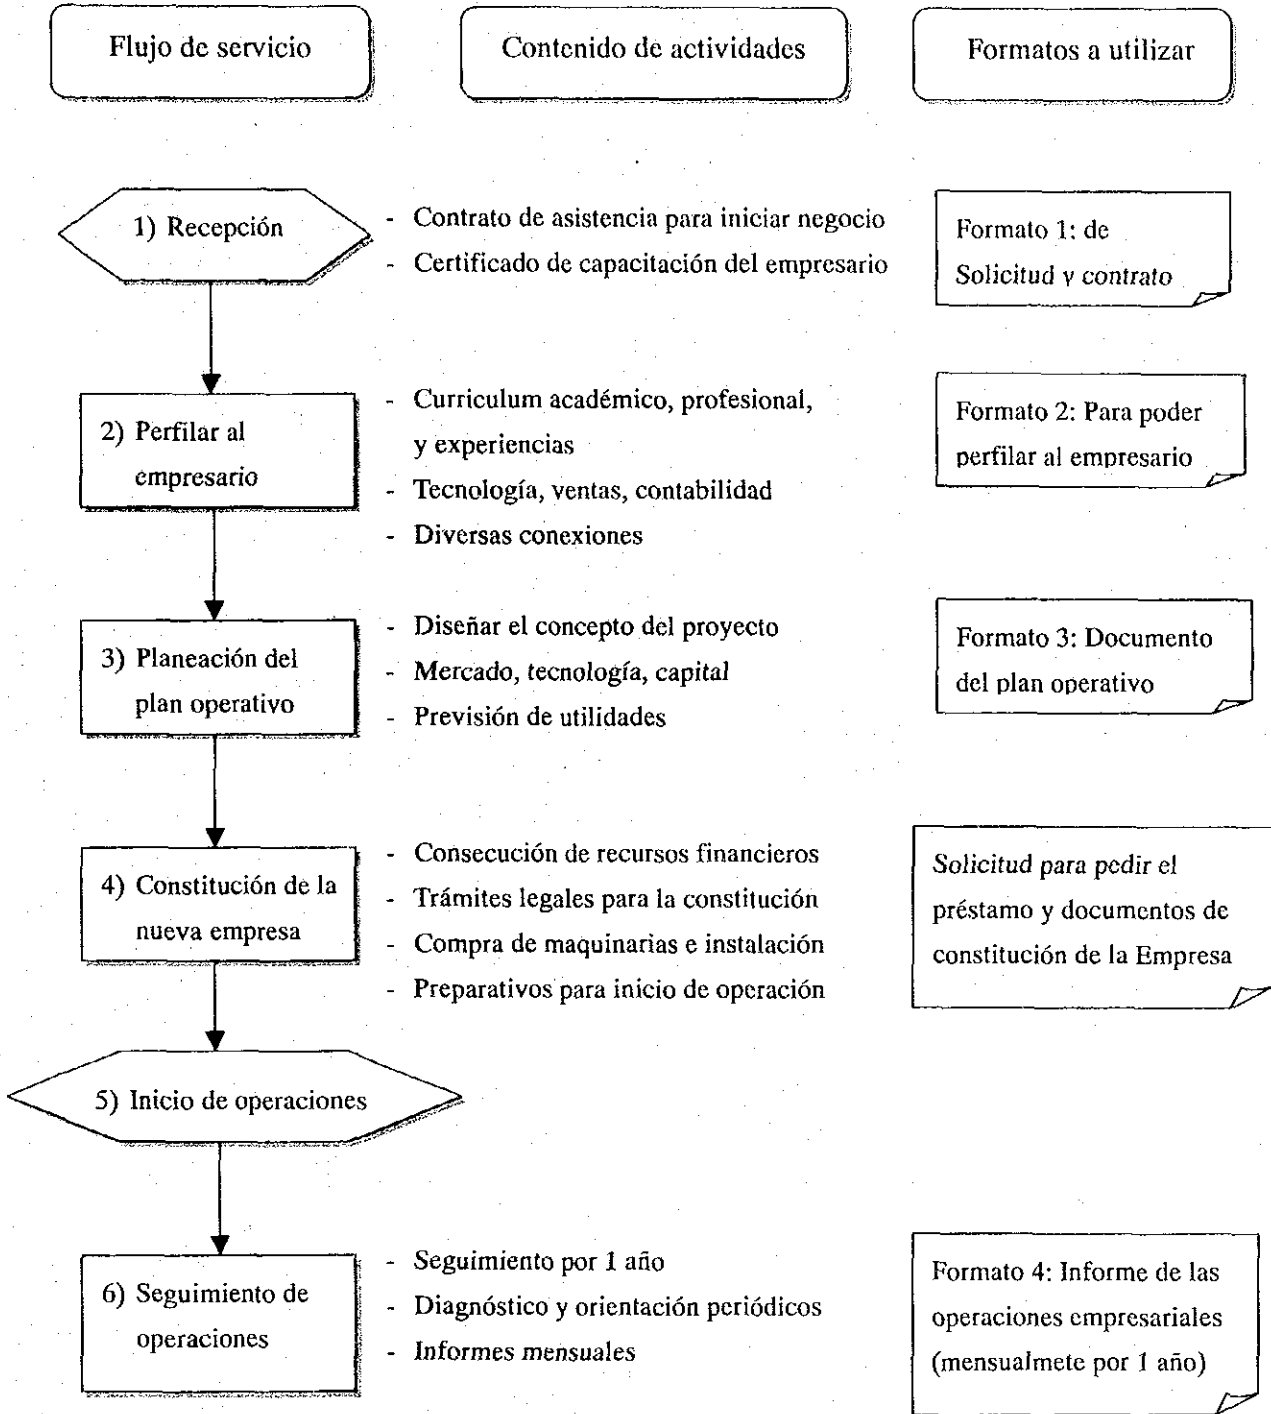 Flujo de servicio
Contenido de actividades
Formatos a utilizar
1) Recepción
- Contrato de asistencia para iniciar negocio
- Certificado de capacitación del empresario
Formato 1: de
Solicitud y contrato
2) Perfilar al
empresario
- Curriculum académico, profesional,
y experiencias
- Tecnología, ventas, contabilidad
- Diversas conexiones
Formato 2: Para poder
perfilar al empresario
3) Planeación del
plan operativo
- Diseñar el concepto del proyecto
- Mercado, tecnología, capital
- Previsión de utilidades
Formato 3: Documento
del plan operativo
4) Constitución de la
nueva empresa
- Consecución de recursos financieros
- Trámites legales para la constitución
- Compra de maquinarias e instalación
- Preparativos para inicio de operación
Solicitud para pedir el
préstamo y documentos de
constitución de la Empresa
5) Inicio de operaciones
6) Seguimiento de
operaciones
- Seguimiento por 1 año
- Diagnóstico y orientación periódicos
- Informes mensuales
Formato 4: Informe de las
operaciones empresariales
(mensualmete por 1 año)